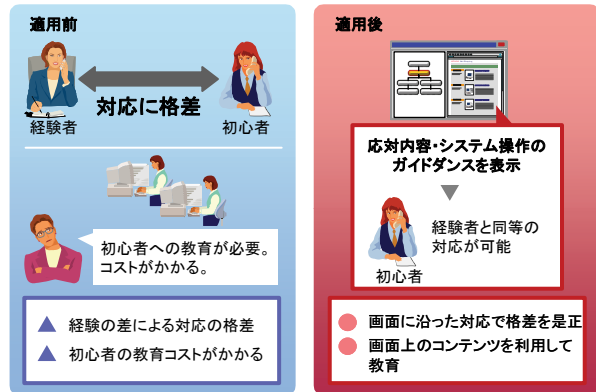 適用前
対応に格差
経験者
初心者
初心者への教育が必要。
コストがかかる。
▲ 経験の差による対応の格差
▲ 初心者の教育コストがかかる
適用後
応対内容・システム操作の
ガイダンスを表示
経験者と同等の
対応が可能
初心者
● 画面に沿った対応で格差を是正
● 画面上のコンテンツを利用して
教育